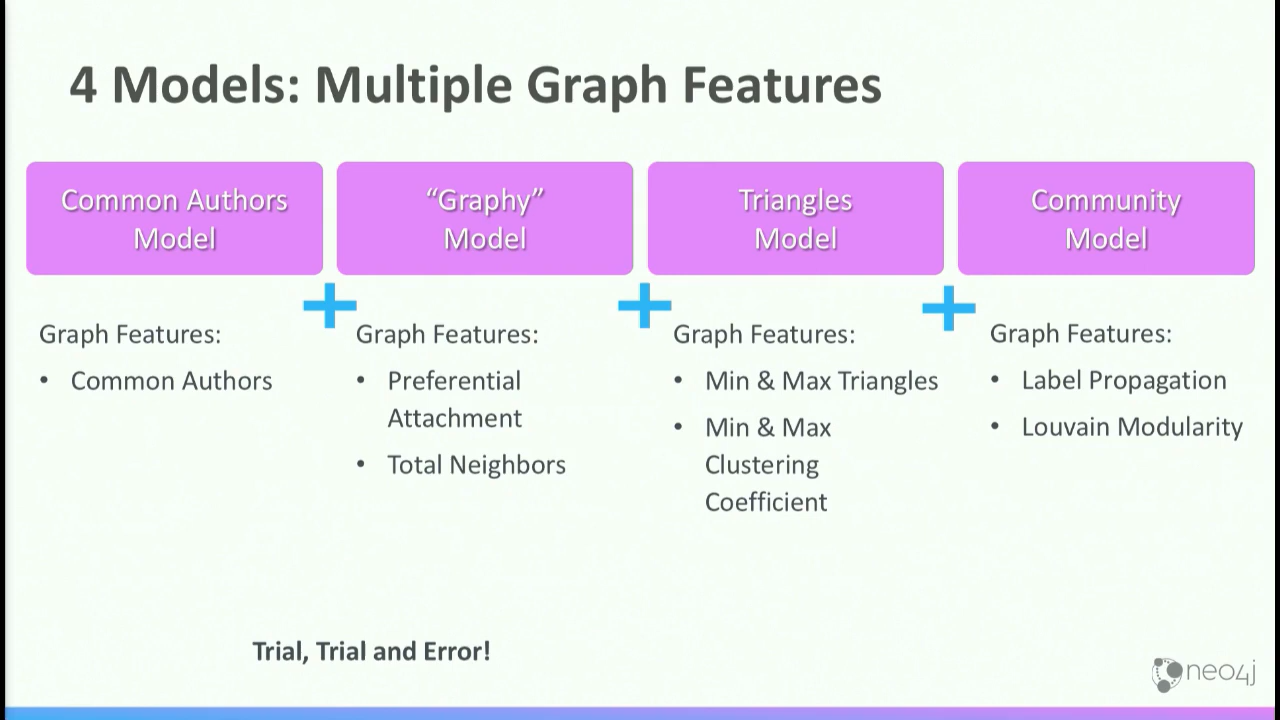 4 Models: Multiple Graph Features
Common Authors
Model
“Graphy”
Model
Triangles
Model
Community
Model
Graph Features:
• Common Authors
Graph Features:
• Preferential
Attachment
• Total Neighbors
Graph Features:
• Min & Max Triangles
• Min & Max
Clustering
Coefficient
Graph Features:
• Label Propagation
• Louvain Modularity
Trial, Trial and Error!
neo4j